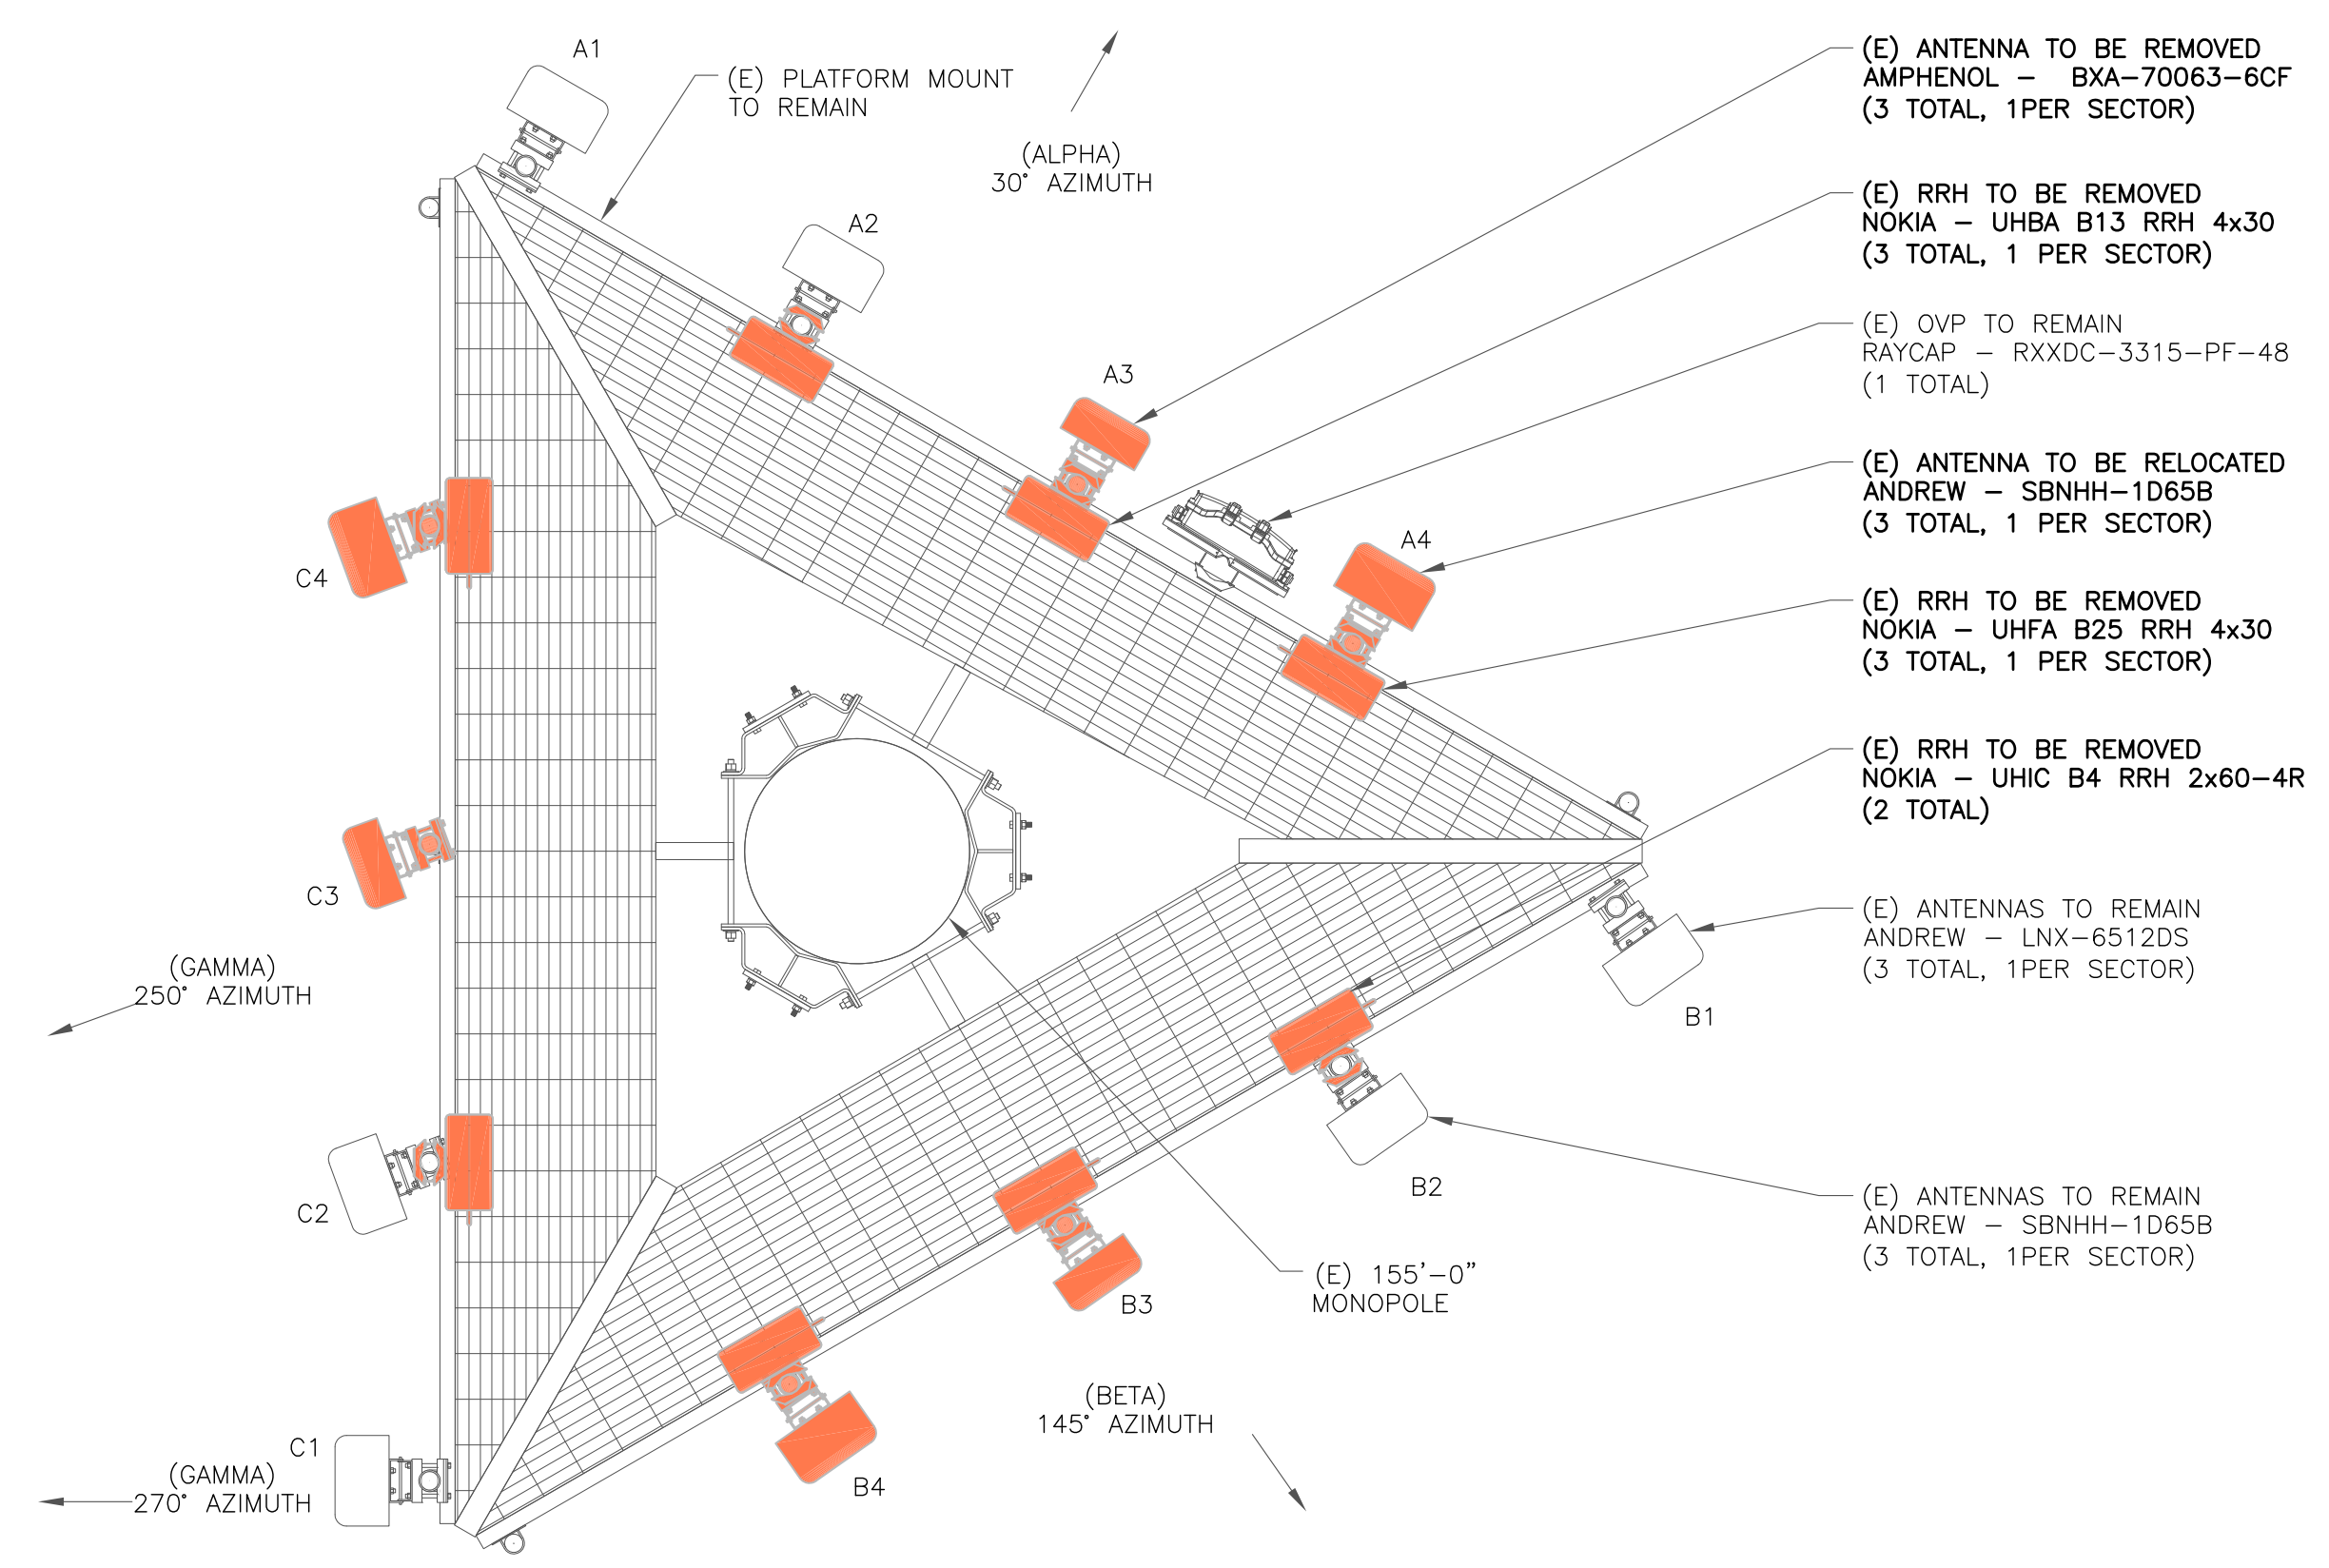 A1
(E) PLATFORM MOUNT
TO REMAIN
(ALPHA)
30° AZIMUTH
A2
A3
A4
(E) ANTENNA TO BE REMOVED
AMPHENOL - BXA-70063-6CF
(3 TOTAL, 1PER SECTOR)
(E) RRH TO BE REMOVED
NOKIA - UHBA B13 RRH 4x30
(3 TOTAL, 1 PER SECTOR)
(E) OVP TO REMAIN
RAYCAP - RXXDC-3315-PF-48
(1 TOTAL)
(E) ANTENNA TO BE RELOCATED
ANDREW - SBNHH-1D65B
(3 TOTAL, 1 PER SECTOR)
(E) RRH TO BE REMOVED
NOKIA - UHFA B25 RRH 4x30
(3 TOTAL, 1 PER SECTOR)
(E) RRH TO BE REMOVED
NOKIA - UHIC B4 RRH 2x60-4R
(2 TOTAL)
(E) ANTENNAS TO REMAIN
ANDREW - LNX-6512DS
(3 TOTAL, 1PER SECTOR)
(E) ANTENNAS TO REMAIN
ANDREW - SBNHH-1D65B
(3 TOTAL, 1PER SECTOR)
C4
C3
(GAMMA)
250° AZIMUTH
C2
C1
(GAMMA)
270° AZIMUTH
B1
B2
B3
B4
(E) 155'-0"
MONOPOLE
(BETA)
145° AZIMUTH